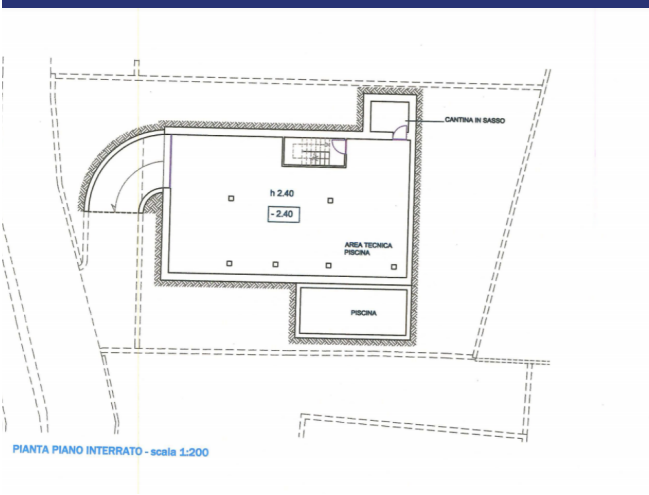 CANTINA IN SASSO
h 2.40
- 2.40
AREA TECNICA
PISCINA
PISCINA
PIANTA PIANO INTERRATO - scala 1:200